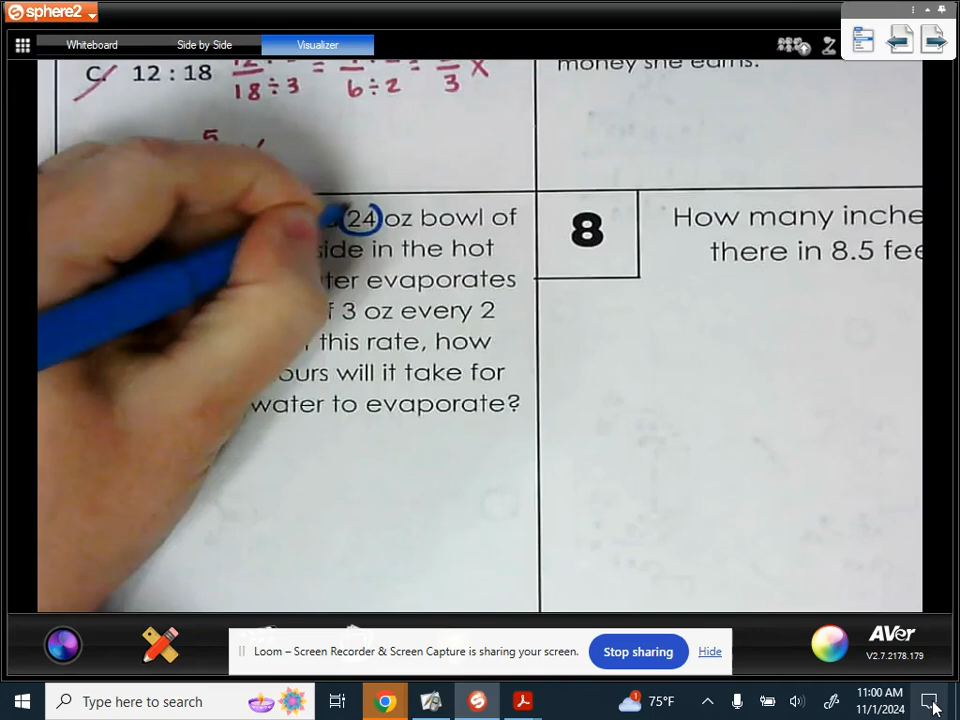 sphere2
Whiteboard Side by Side Visualizer
C. 12 : 18
18 ÷ 3 = 6 ÷ 2 = 3 x
money she earns.
5
24 oz bowl of
side in the hot
evaporates
3 oz every 2
this rate, how
will it take for
water to evaporate?
8
How many inche
there in 8.5 fee
Loom – Screen Recorder & Screen Capture is sharing your screen.
Stop sharing
Hide
AVer
V2.7.2178.179
Type here to search
1
75°F
11:00 AM
11/1/2024